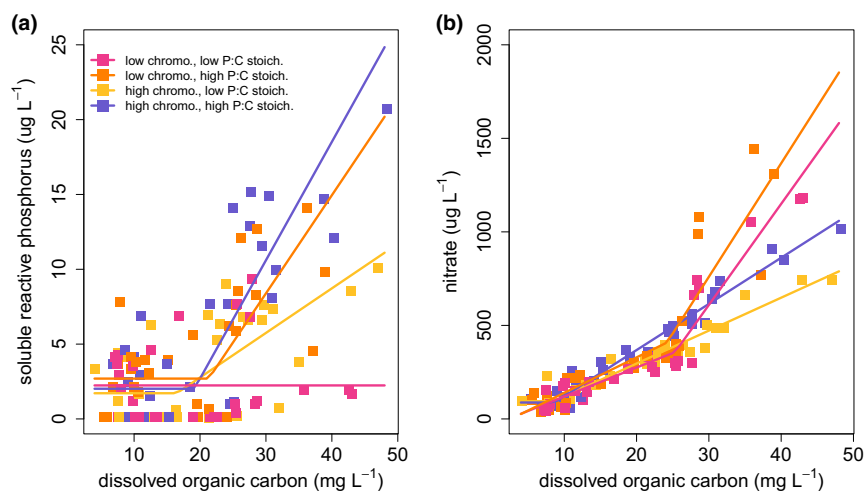 (a)
25
20
15
10
5
0
soluble reactive phosphorus (ug L⁻¹)
low chromo., low P:C stoich.
low chromo., high P:C stoich.
high chromo., low P:C stoich.
high chromo., high P:C stoich.
10 20 30 40 50
dissolved organic carbon (mg L⁻¹)
(b)
2000
1500
1000
500
0
nitrate (ug L⁻¹)
10 20 30 40 50
dissolved organic carbon (mg L⁻¹)